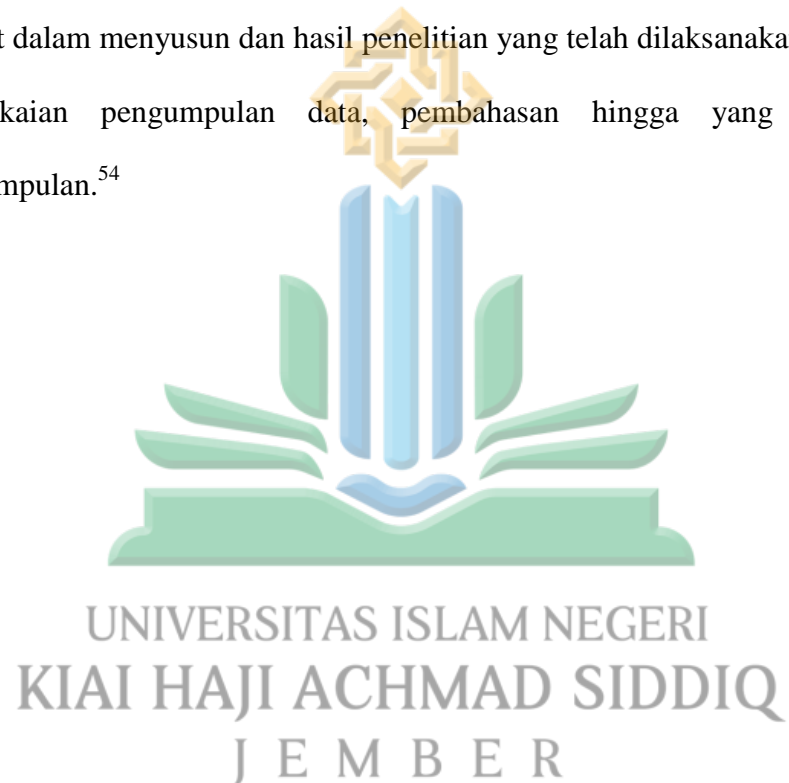 t dalam menyusun dan hasil penelitian yang telah dilaksanaka
kaian pengumpulan data, pembahasan hingga yang
mpulan.54
UNIVERSITAS ISLAM NEGERI
KIAI HAJI ACHMAD SIDDIQ
JEMBER